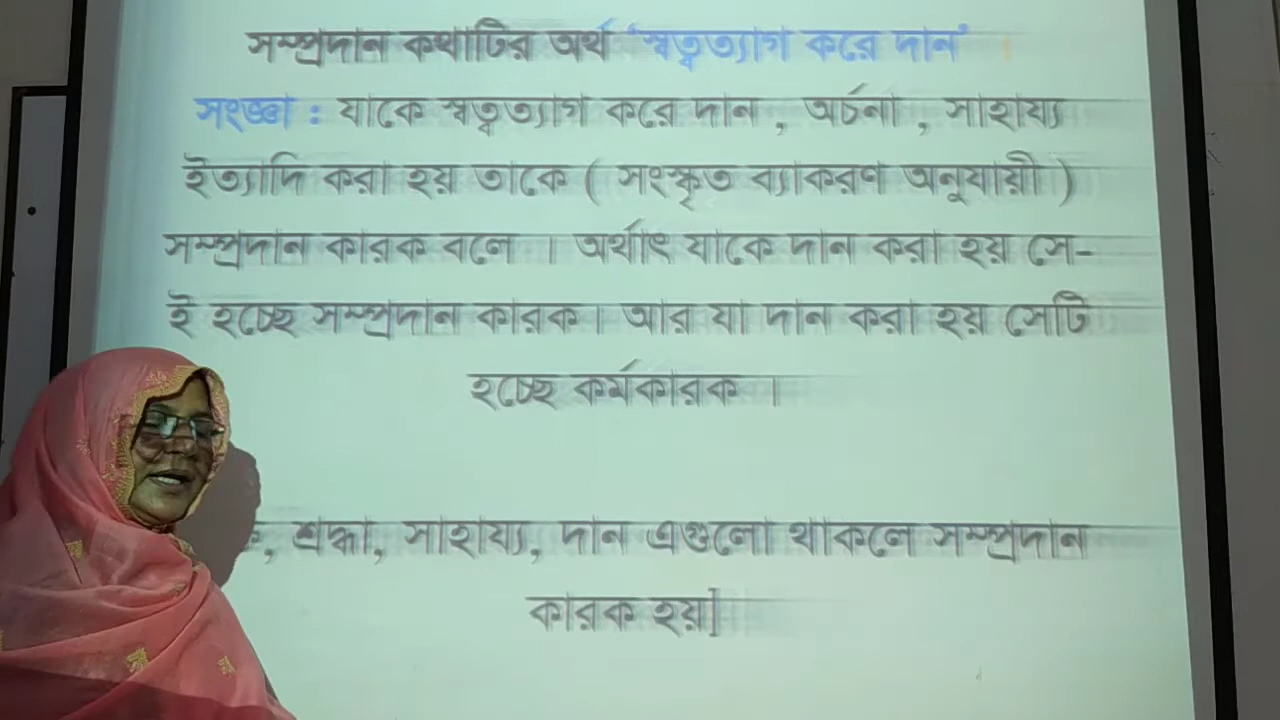 সম্প্রদান কথাটির অর্থ 'স্বত্বত্যাগ করে দান' ।
সংজ্ঞা : যাকে স্বত্বত্যাগ করে দান , অর্চনা , সাহায্য
ইত্যাদি করা হয় তাকে ( সংস্কৃত ব্যাকরণ অনুযায়ী )
সম্প্রদান কারক বলে । অর্থাৎ যাকে দান করা হয় সে-
ই হচ্ছে সম্প্রদান কারক। আর যা দান করা হয় সেটি
হচ্ছে কর্মকারক ।
, শ্রদ্ধা, সাহায্য, দান এগুলো থাকলে সম্প্রদান
কারক হয়]